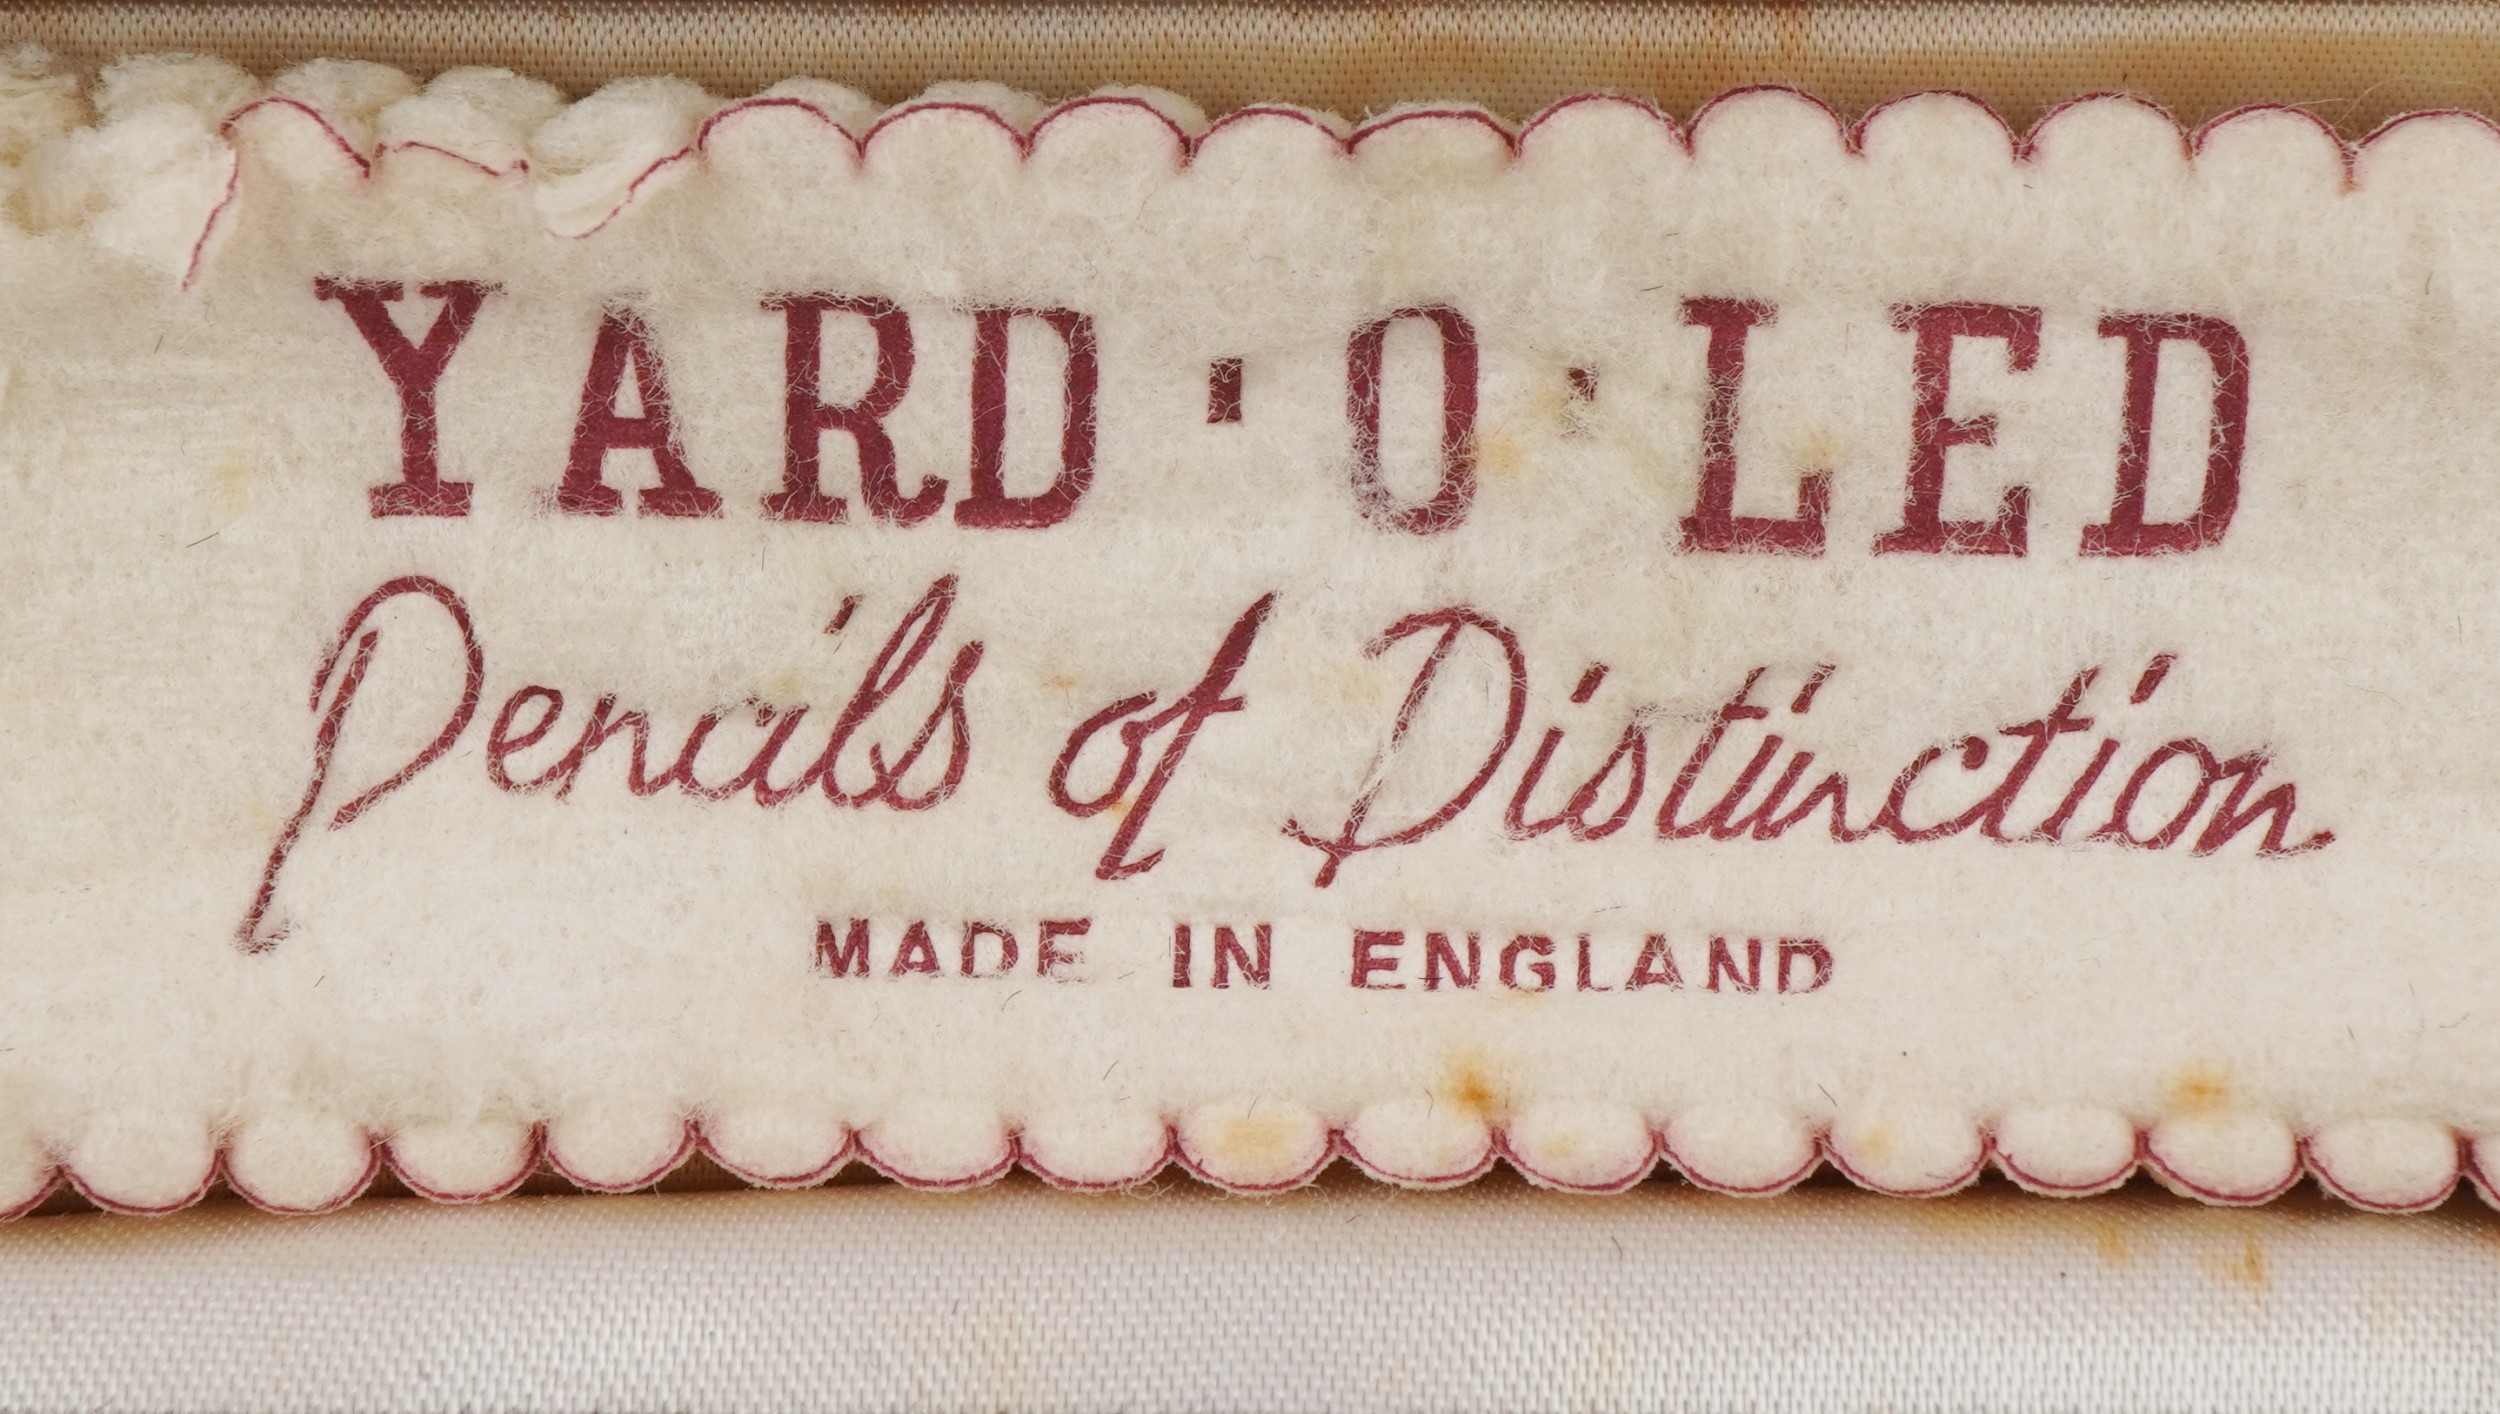 YARD·O·LED
Pencils of Distinction
MADE IN ENGLAND